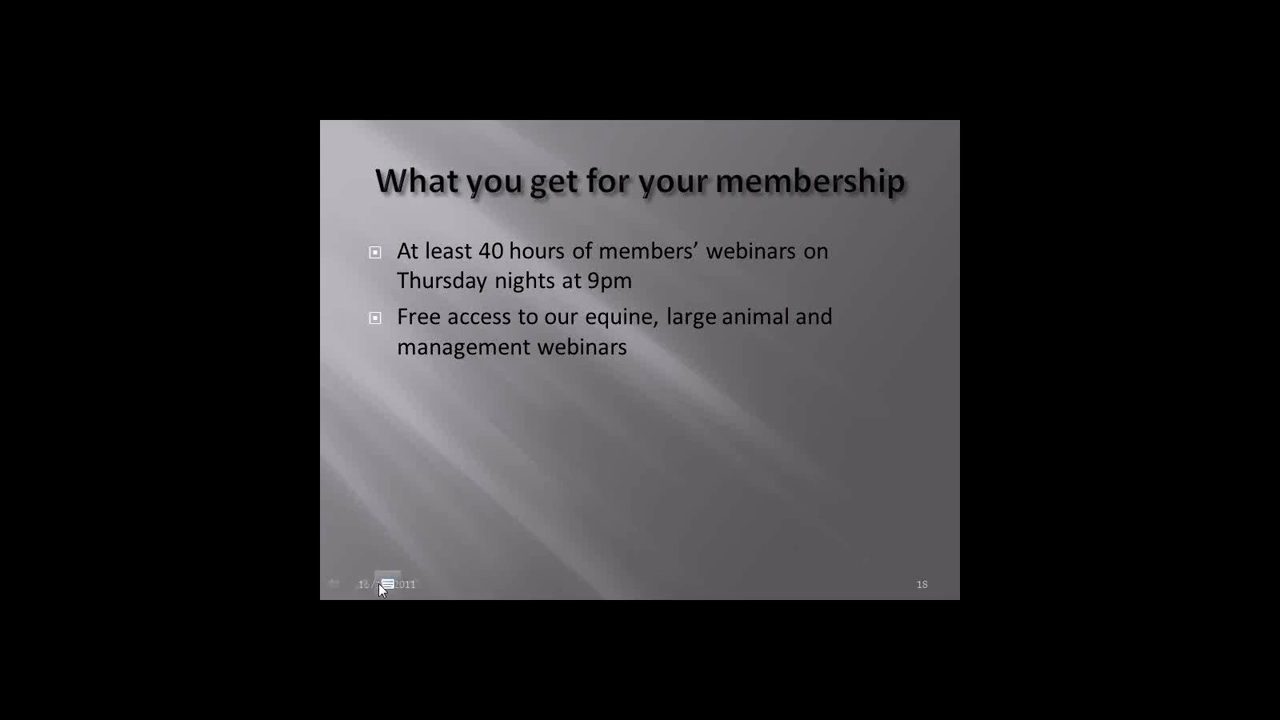 What you get for your membership
At least 40 hours of members’ webinars on
Thursday nights at 9pm
Free access to our equine, large animal and
management webinars
2011
18